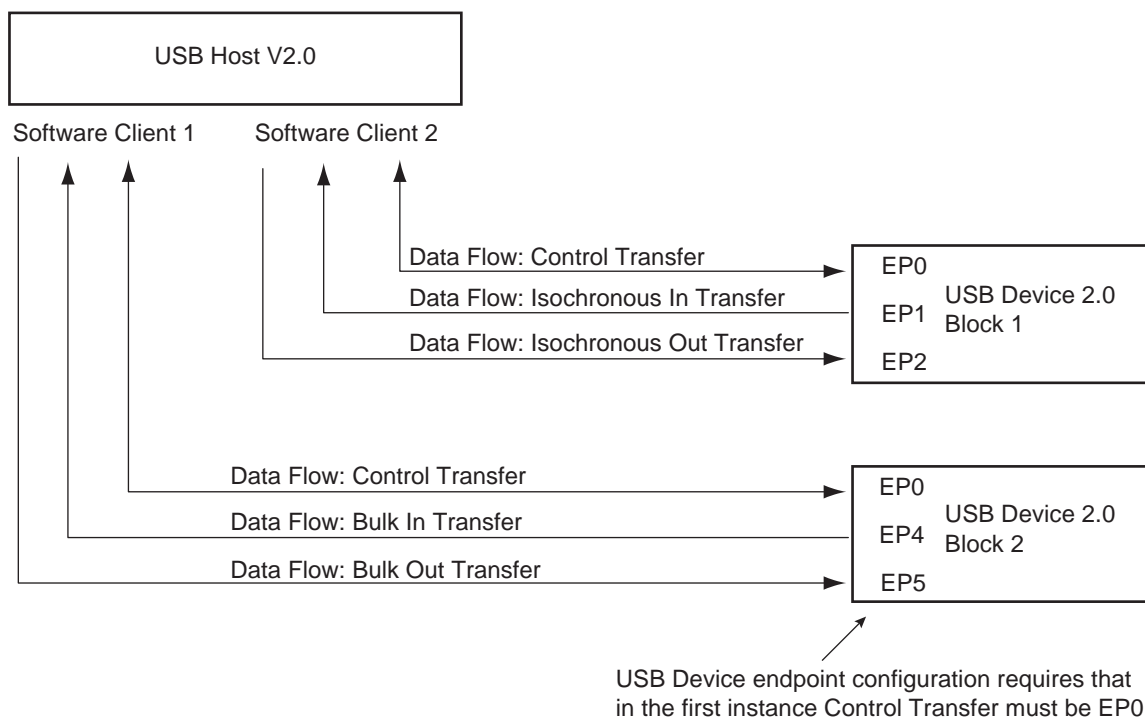 USB Host V2.0
Software Client 1
Software Client 2
Data Flow: Control Transfer
Data Flow: Isochronous In Transfer
Data Flow: Isochronous Out Transfer
EP0
EP1
EP2
USB Device 2.0
Block 1
Data Flow: Control Transfer
Data Flow: Bulk In Transfer
Data Flow: Bulk Out Transfer
EP0
EP4
EP5
USB Device 2.0
Block 2
USB Device endpoint configuration requires that
in the first instance Control Transfer must be EP0